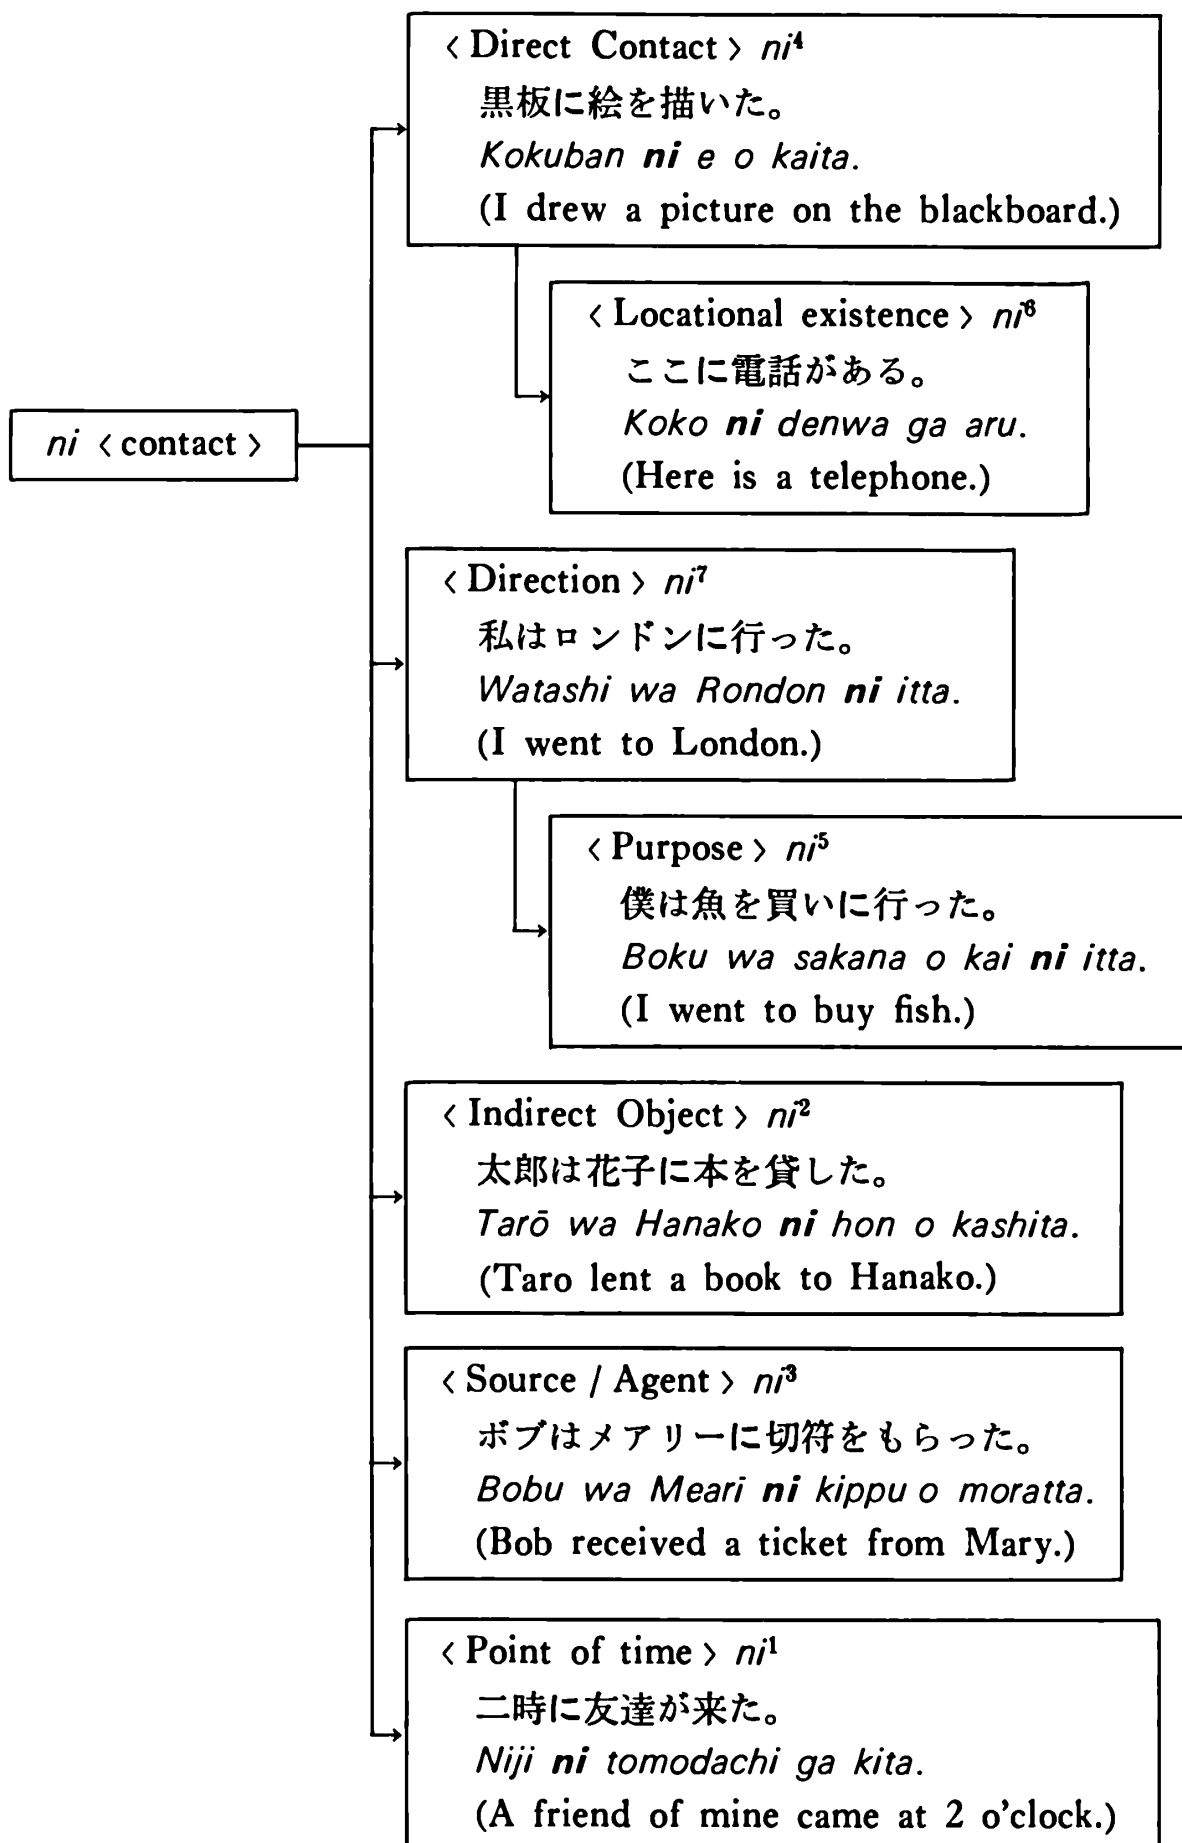 〈Direct Contact〉 ni⁴
黒板に絵を描いた。
Kokuban ni e o kaita.
(I drew a picture on the blackboard.)
〈Locational existence〉 ni⁶
ここに電話がある。
Koko ni denwa ga aru.
(Here is a telephone.)
ni 〈contact〉
〈Direction〉 ni⁷
私はロンドンに行った。
Watashi wa Rondon ni itta.
(I went to London.)
〈Purpose〉 ni⁵
僕は魚を買いに行った。
Boku wa sakana o kai ni itta.
(I went to buy fish.)
〈Indirect Object〉 ni²
太郎は花子に本を貸した。
Tarō wa Hanako ni hon o kashita.
(Taro lent a book to Hanako.)
〈Source / Agent〉 ni³
ボブはメアリーに切符をもらった。
Bobu wa Mearī ni kippu o moratta.
(Bob received a ticket from Mary.)
〈Point of time〉 ni¹
二時に友達が来た。
Niji ni tomodachi ga kita.
(A friend of mine came at 2 o'clock.)